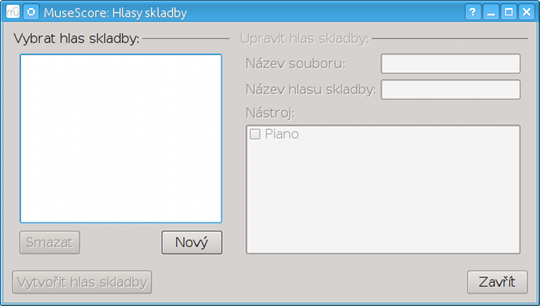 MuseScore: Hlasy skladby
Vybrat hlas skladby:
Smazat
Nový
Upravit hlas skladby:
Název souboru:
Název hlasu skladby:
Nástroj:
Piano
Vytvořit hlas skladby
Zavřít